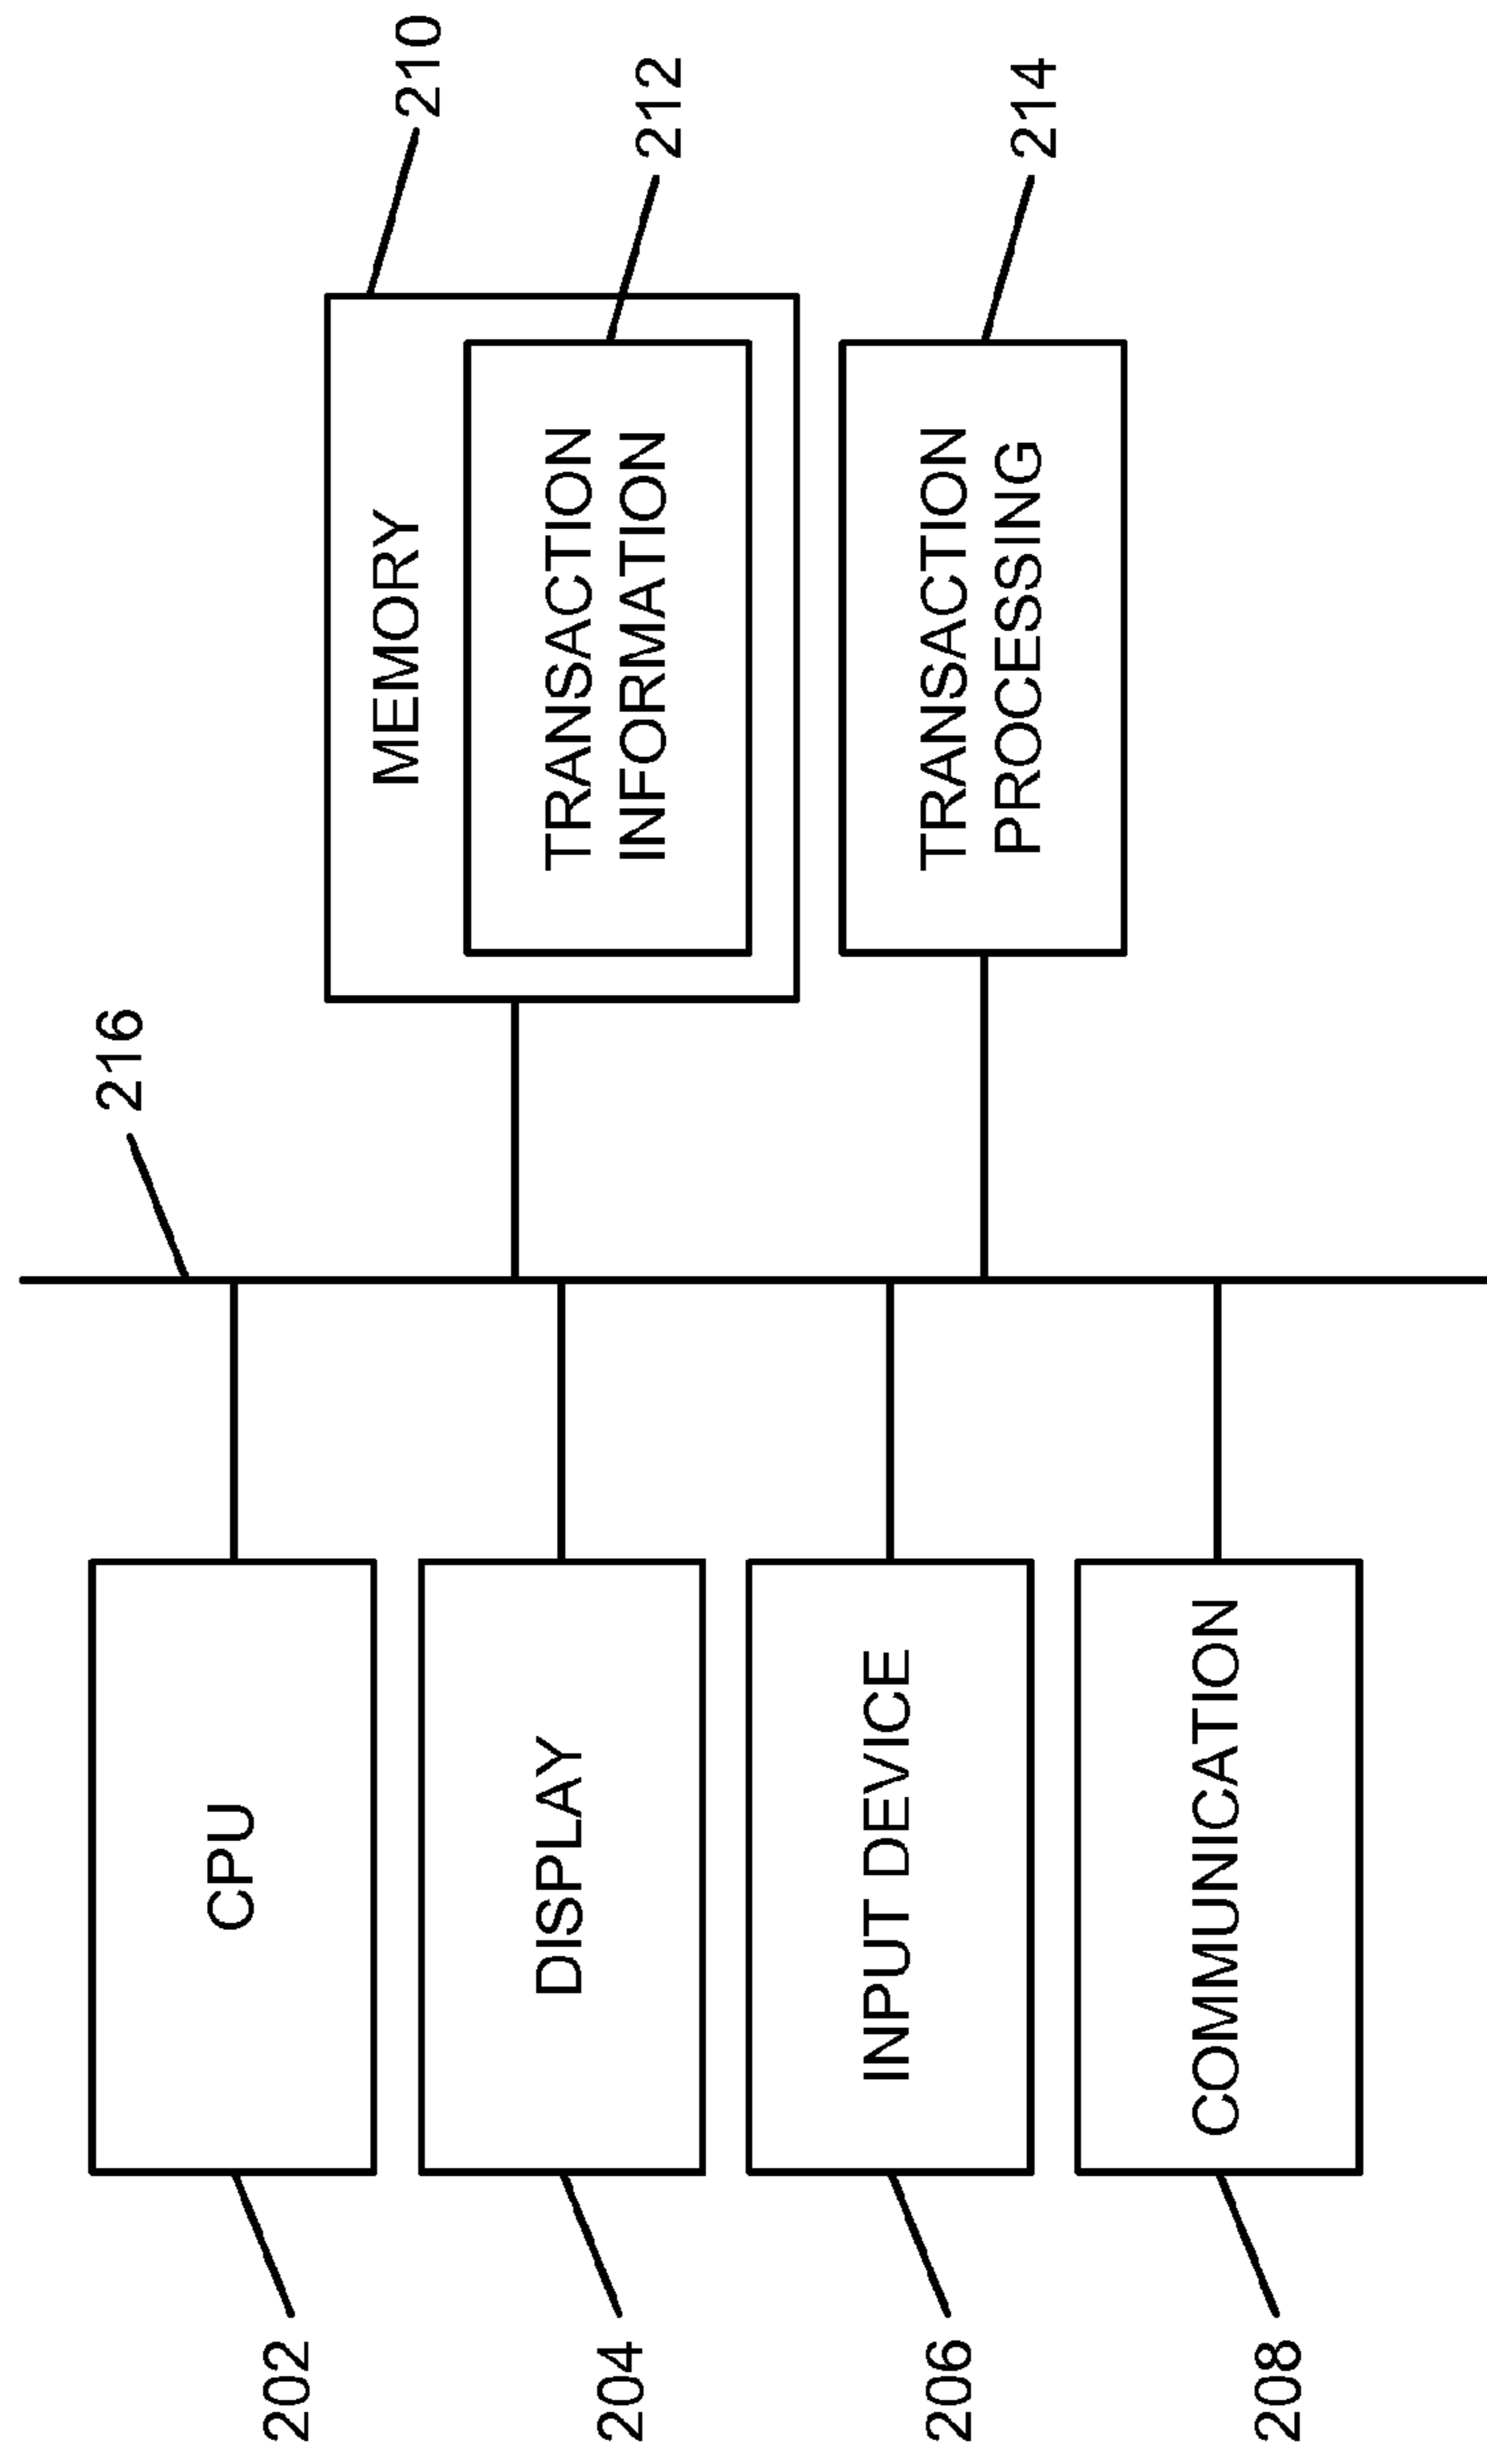 216
202
CPU
MEMORY
210
204
DISPLAY
TRANSACTION
INFORMATION
212
206
INPUT DEVICE
TRANSACTION
PROCESSING
214
208
COMMUNICATION